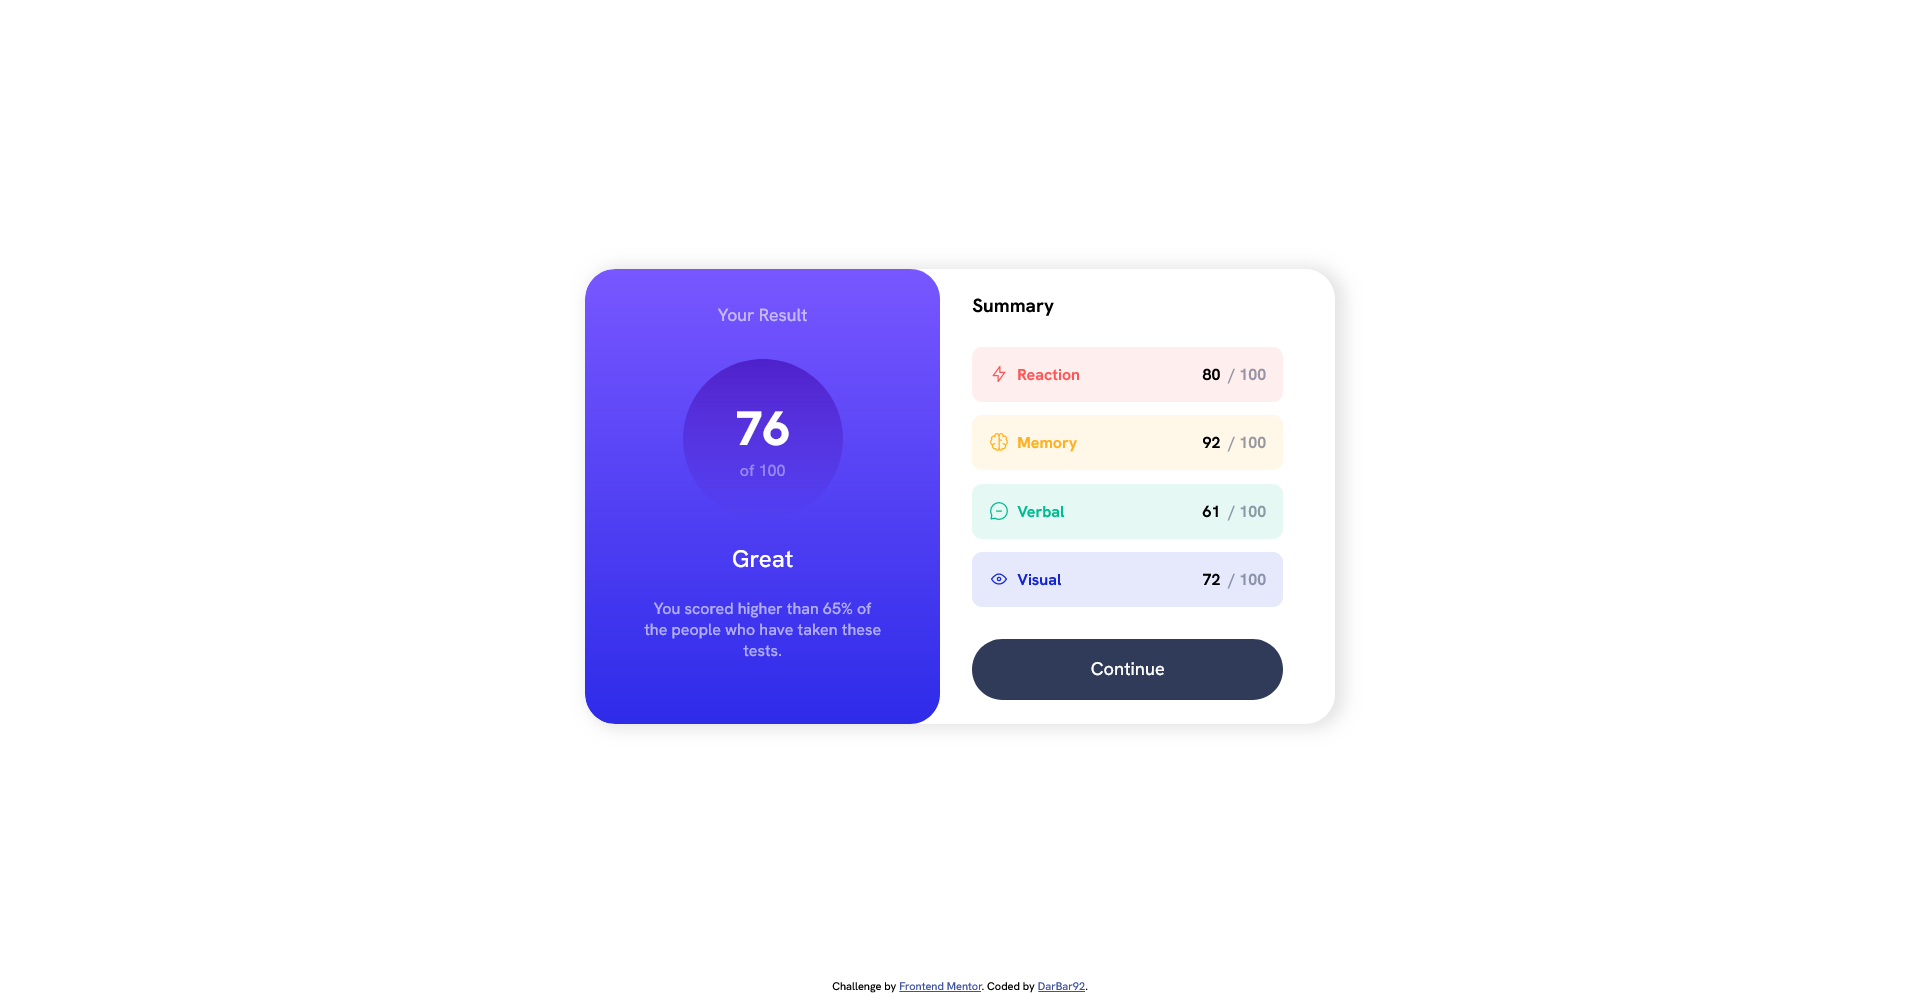 Your Result
76
of 100
Great
You scored higher than 65% of
the people who have taken these
tests.
Summary
Reaction 80 / 100
Memory 92 / 100
Verbal 61 / 100
Visual 72 / 100
Continue
Challenge by Frontend Mentor. Coded by DarBar92.